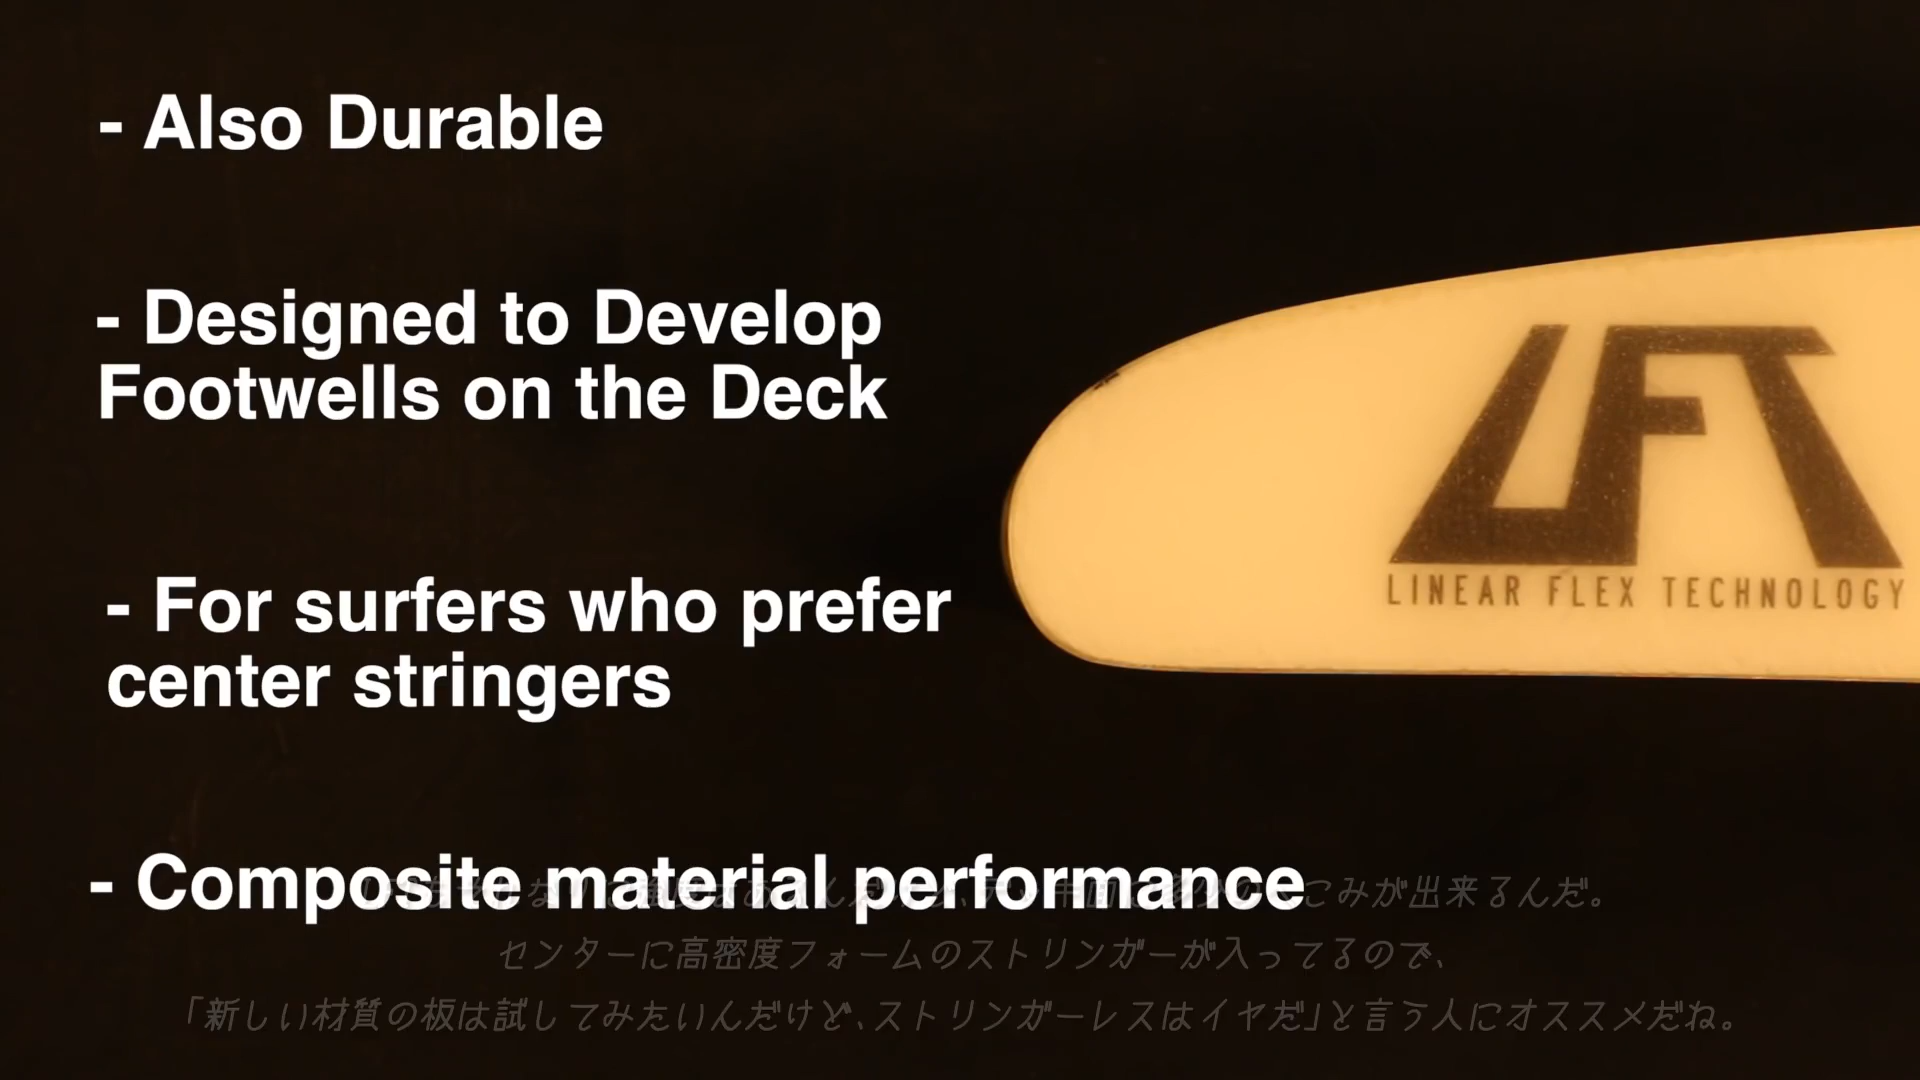 - Also Durable
- Designed to Develop
Footwells on the Deck
LFT
LINEAR FLEX TECHNOLOGY
- For surfers who prefer
center stringers
- Composite material performance
こみが出来るんだ。
センターに高密度フォームのストリンガーが入ってるので、
「新しい材質の板は試してみたいんだけど、ストリンガーレスはイヤだ」と言う人にオススメだね。